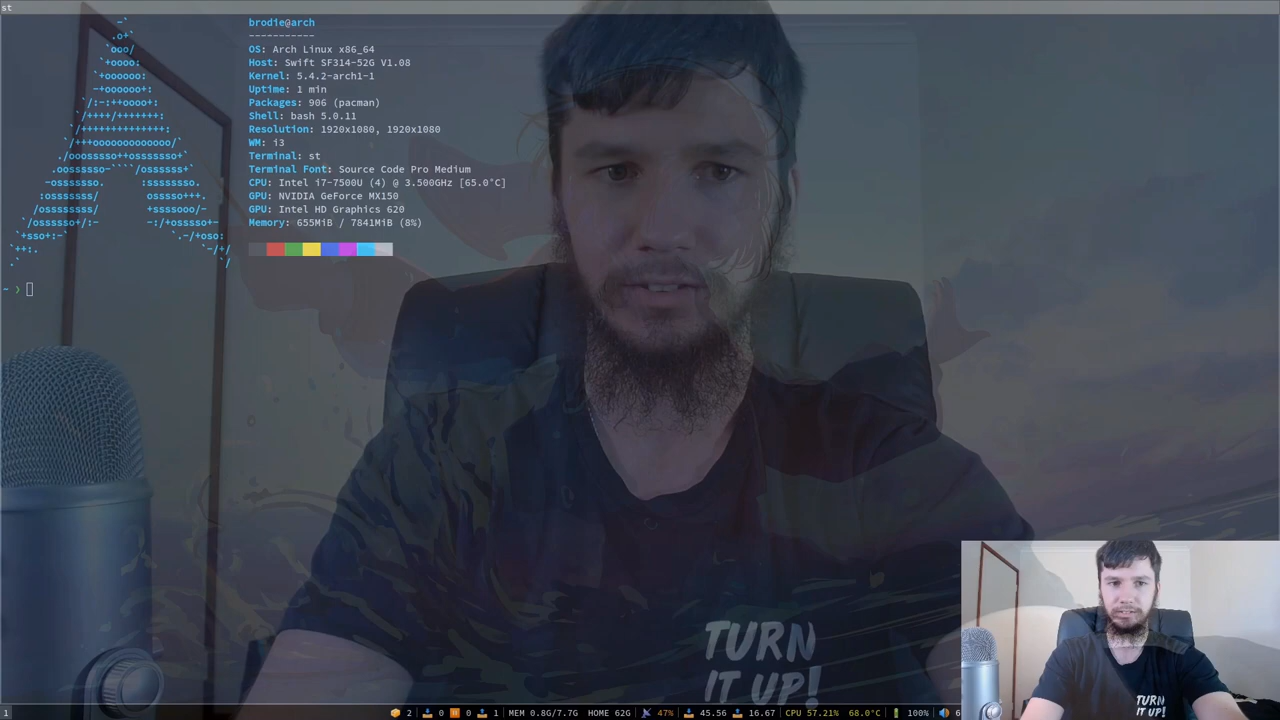 st
brodie@arch
-----------
OS: Arch Linux x86_64
Host: Swift SF314-52G V1.08
Kernel: 5.4.2-arch1-1
Uptime: 1 min
Packages: 906 (pacman)
Shell: bash 5.0.11
Resolution: 1920x1080, 1920x1080
WM: i3
Terminal: st
Terminal Font: Source Code Pro Medium
CPU: Intel i7-7500U (4) @ 3.500GHz [65.0°C]
GPU: NVIDIA GeForce MX150
GPU: Intel HD Graphics 620
Memory: 655MiB / 7841MiB (8%)
~ ❯
TURN
IT UP!
TURN
IT UP!
1 2 0 0 1 MEM 0.8G/7.7G HOME 62G 47% 45.56 16.67 CPU 57.21% 68.0°C 100% 6